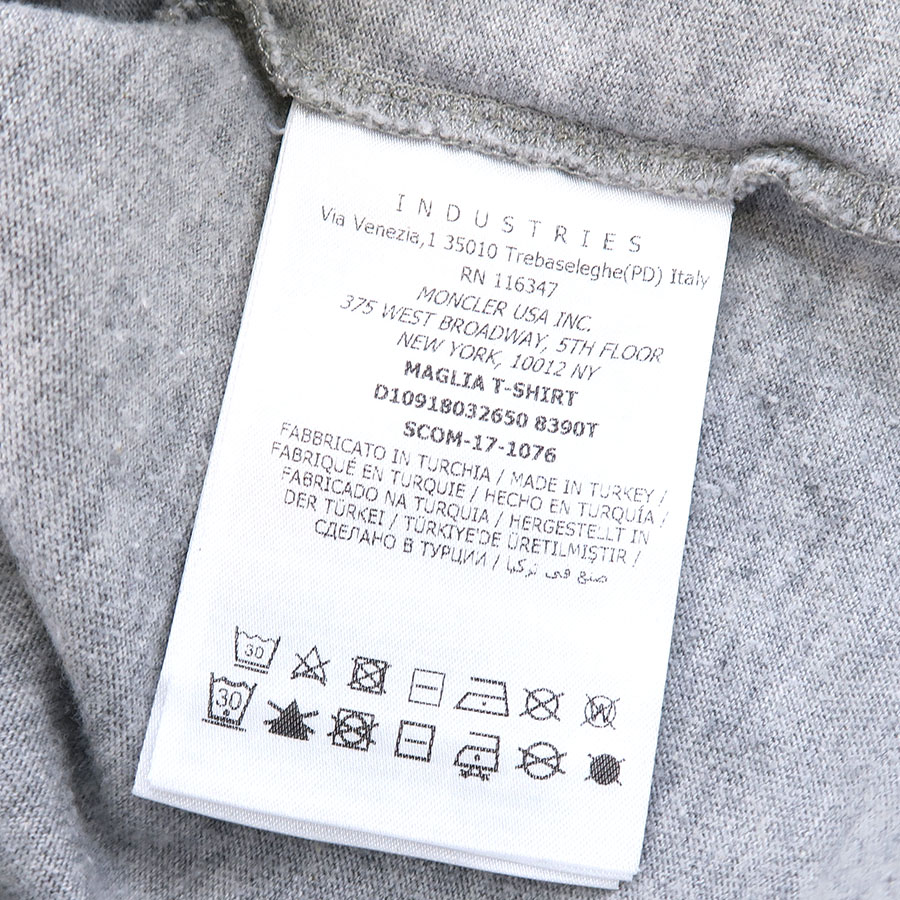 INDUSTRIES
Via Venezia,1 35010 Trebaseleghe(PD) Italy
RN 116347
MONCLER USA INC.
375 WEST BROADWAY, 5TH FLOOR
NEW YORK, 10012 NY
MAGLIA T-SHIRT
D10918032650 8390T
SCOM-17-1076
FABBRICATO IN TURCHIA / MADE IN TURKEY /
FABRIQUÉ EN TURQUIE / HECHO EN TURQUÍA /
FABRICADO NA TURQUIA / HERGESTELLT IN
DER TÜRKEI / TÜRKIYE'DE ÜRETILMIŞTIR /
СДЕЛАНО В ТУРЦИИ / صنع في تركيا
30
W
30